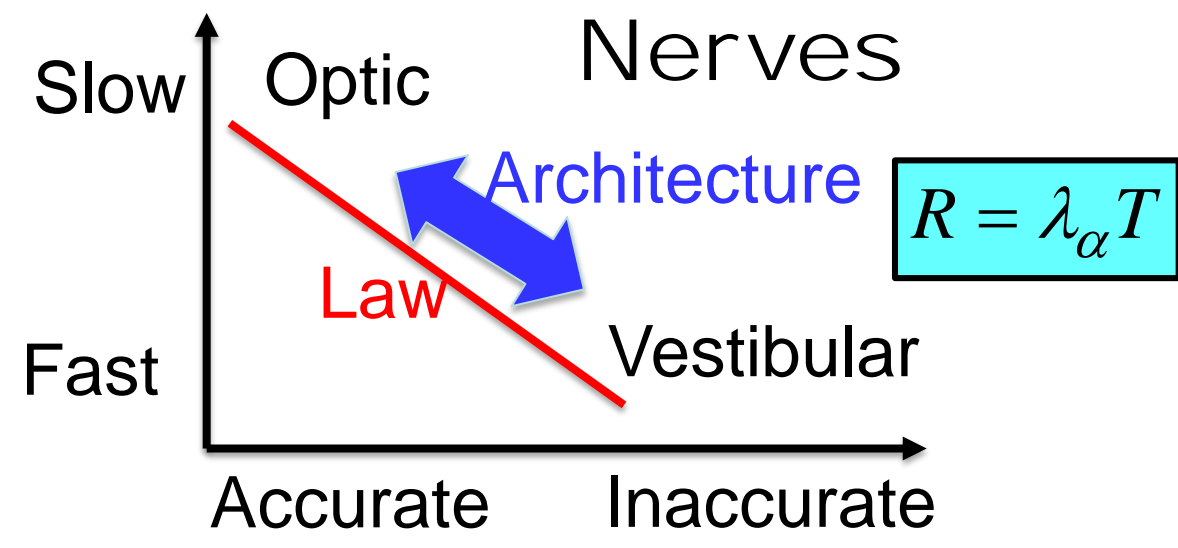 Nerves
Slow
Optic
Architecture
R = λ_α T
Law
Vestibular
Fast
Accurate
Inaccurate